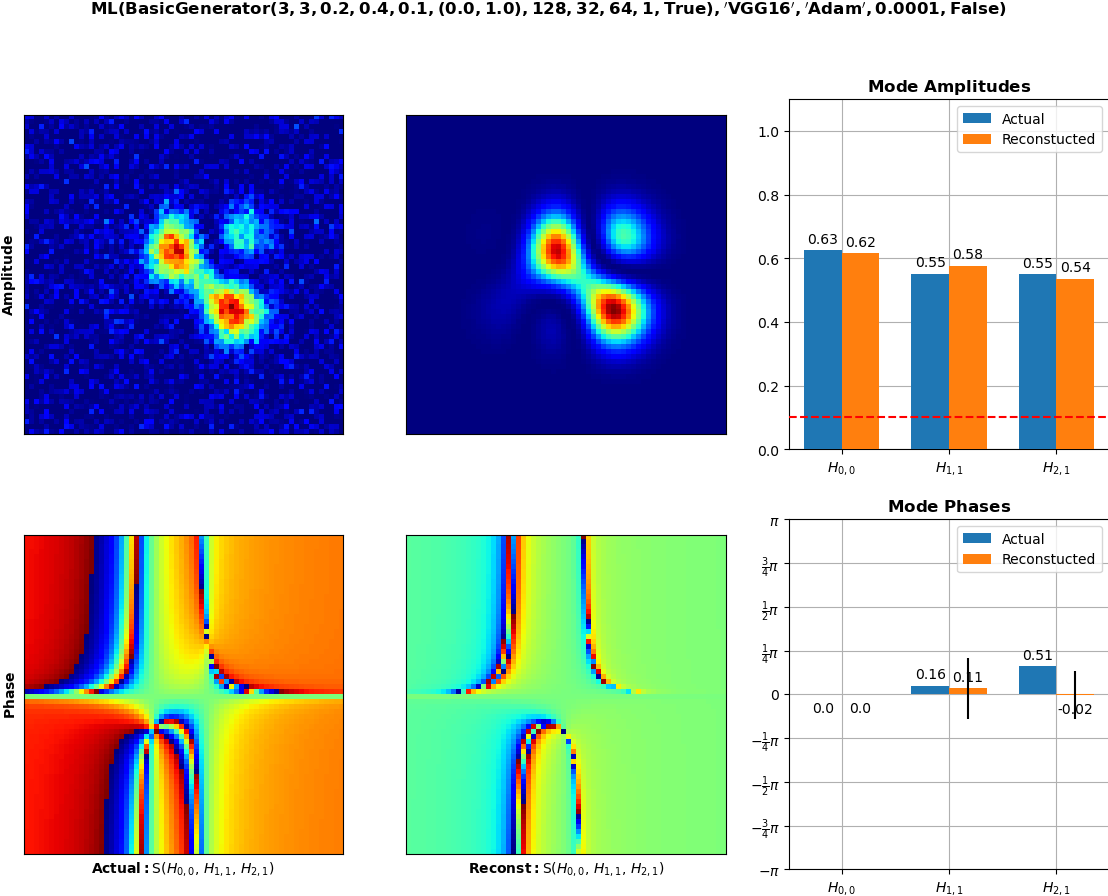 ML(BasicGenerator(3, 3, 0.2, 0.4, 0.1, (0.0, 1.0), 128, 32, 64, 1, True), ′VGG16′, ′Adam′, 0.0001, False)
Amplitude
Mode Amplitudes
Actual
Reconstucted
1.0
0.8
0.6
0.4
0.2
0.0
0.63 0.62
0.55 0.58
0.55 0.54
H0,0 H1,1 H2,1
Phase
Actual: S(H0,0, H1,1, H2,1)
Reconst: S(H0,0, H1,1, H2,1)
Mode Phases
Actual
Reconstucted
π
3/4π
1/2π
1/4π
0
−1/4π
−1/2π
−3/4π
−π
0.0 0.0
0.16 0.11
0.51 -0.02
H0,0 H1,1 H2,1